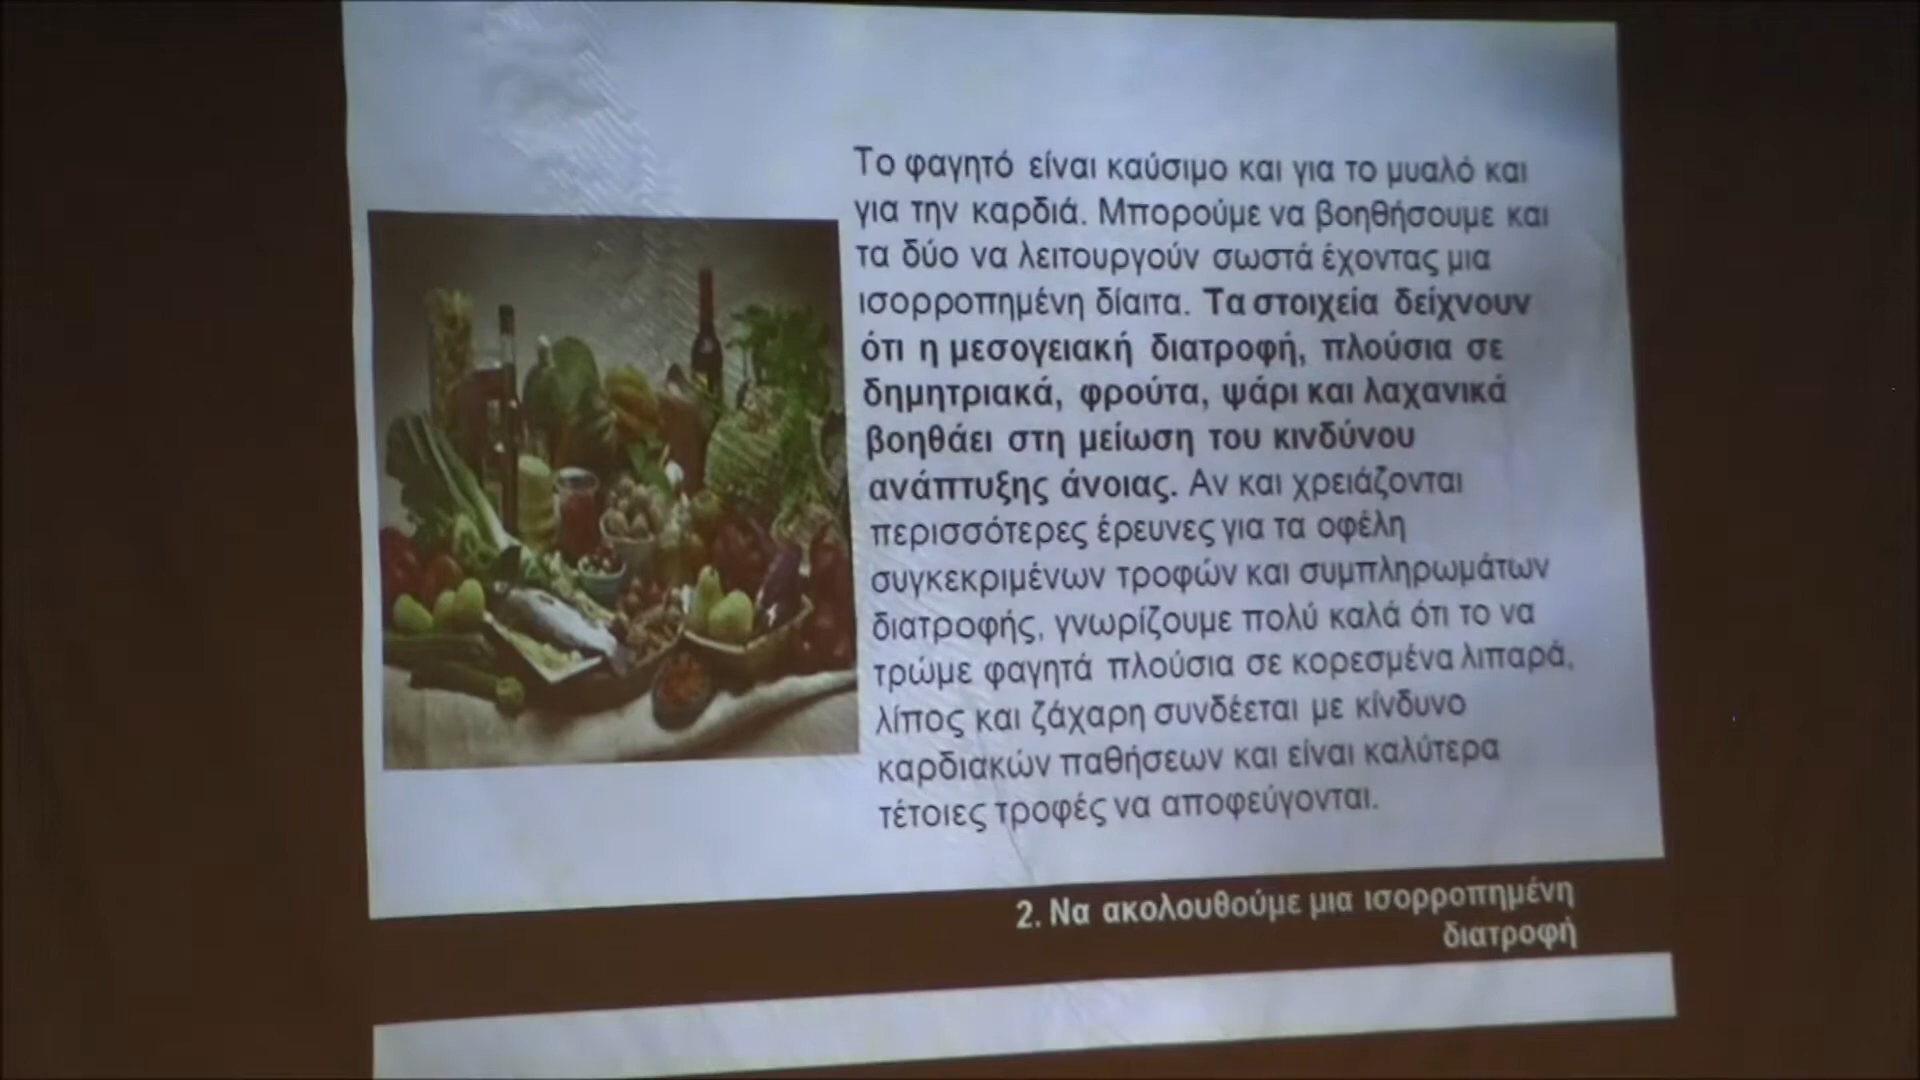 Το φαγητό είναι καύσιμο και για το μυαλό και
για την καρδιά. Μπορούμε να βοηθήσουμε και
τα δύο να λειτουργούν σωστά έχοντας μια
ισορροπημένη δίαιτα. Τα στοιχεία δείχνουν
ότι η μεσογειακή διατροφή, πλούσια σε
δημητριακά, φρούτα, ψάρι και λαχανικά
βοηθάει στη μείωση του κινδύνου
ανάπτυξης άνοιας. Αν και χρειάζονται
περισσότερες έρευνες για τα οφέλη
συγκεκριμένων τροφών και συμπληρωμάτων
διατροφής, γνωρίζουμε πολύ καλά ότι το να
τρώμε φαγητά πλούσια σε κορεσμένα λιπαρά,
λίπος και ζάχαρη συνδέεται με κίνδυνο
καρδιακών παθήσεων και είναι καλύτερα
τέτοιες τροφές να αποφεύγονται.
2. Να ακολουθούμε μια ισορροπημένη
διατροφή